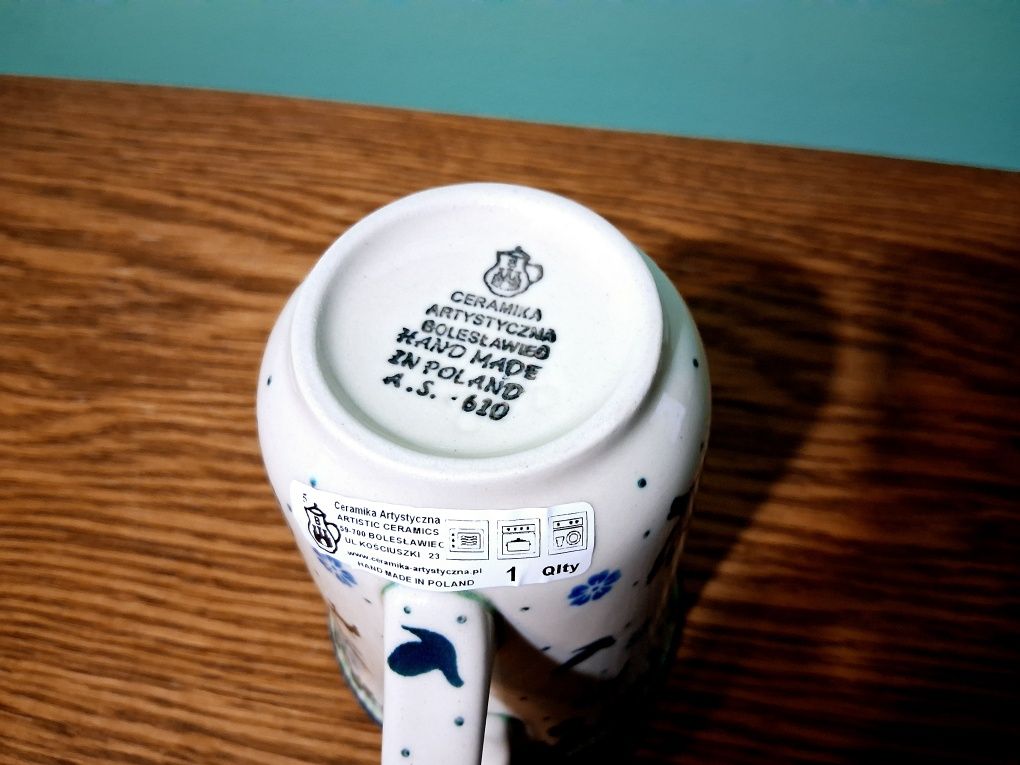 CERAMIKA
ARTYSTYCZNA
BOLESŁAWIEC
HAND MADE
IN POLAND
A.S. · 610
5
Ceramika Artystyczna
ARTISTIC CERAMICS
59-700 BOLESŁAWIEC
UL KOŚCIUSZKI 23
www.ceramika-artystyczna.pl
HAND MADE IN POLAND
1 Qlty